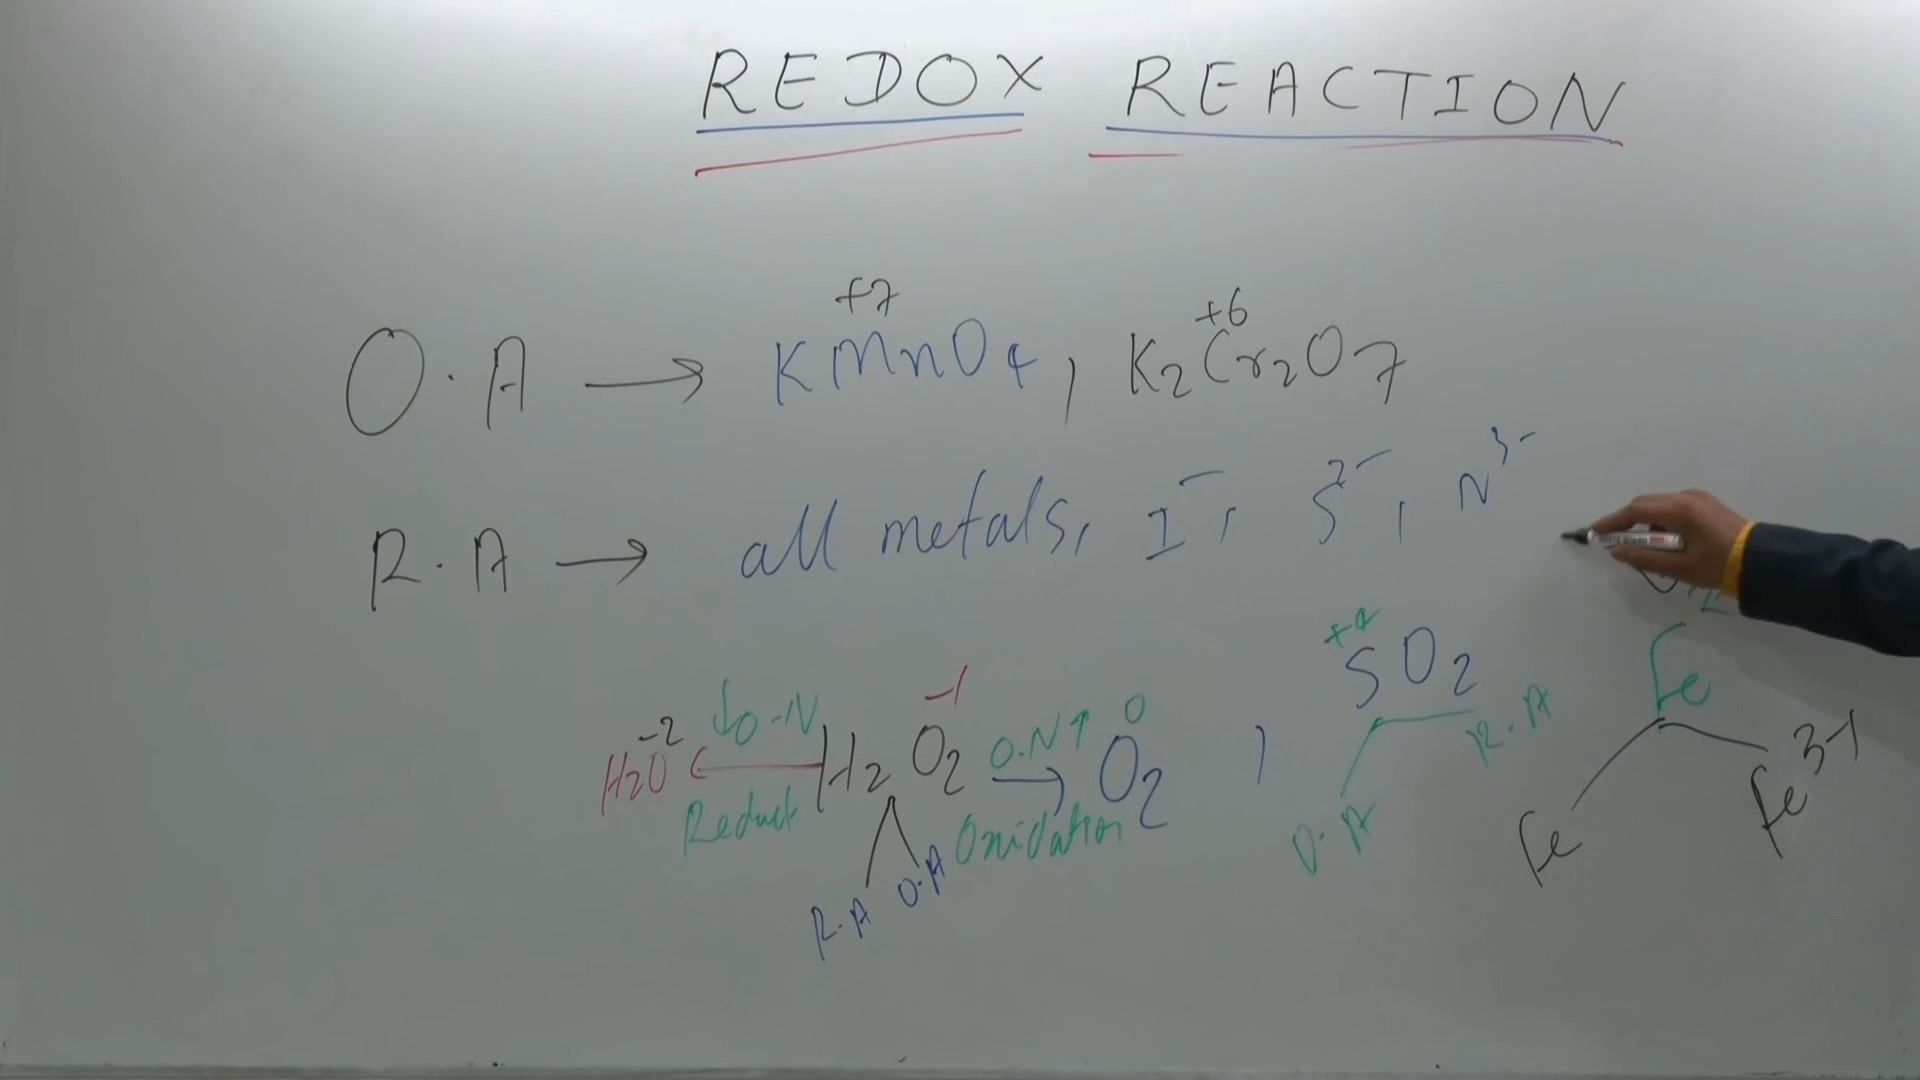 REDOX REACTION
+7 +6
O.A → KMnO4, K2Cr2O7
R.A → all metals, I⁻, S²⁻, N³⁻
+4
SO2
O.A R.A
Fe
Fe Fe3+
-2 ↓O-N -1 O.N↑ 0
H2O ← H2O2 → O2 ,
Reduct Oxidation
R.A O.A